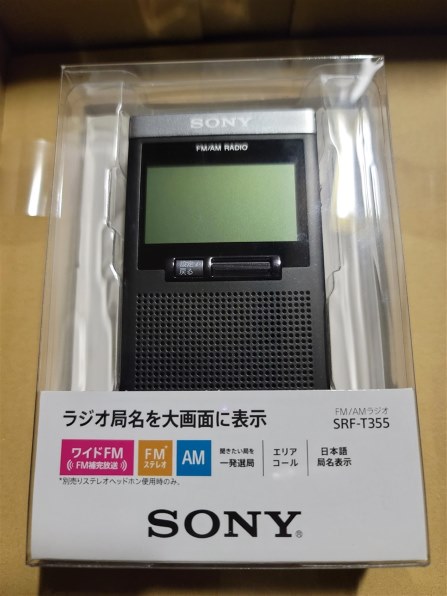 SONY
FM/AM RADIO
設定/
戻る
ラジオ局名を大画面に表示
FM/AMラジオ
SRF-T355
ワイドFM
FM補完放送
FM*
ステレオ
AM
聞きたい局を
一発選局
エリア
コール
日本語
局名表示
*別売りステレオヘッドホン使用時のみ。
SONY®